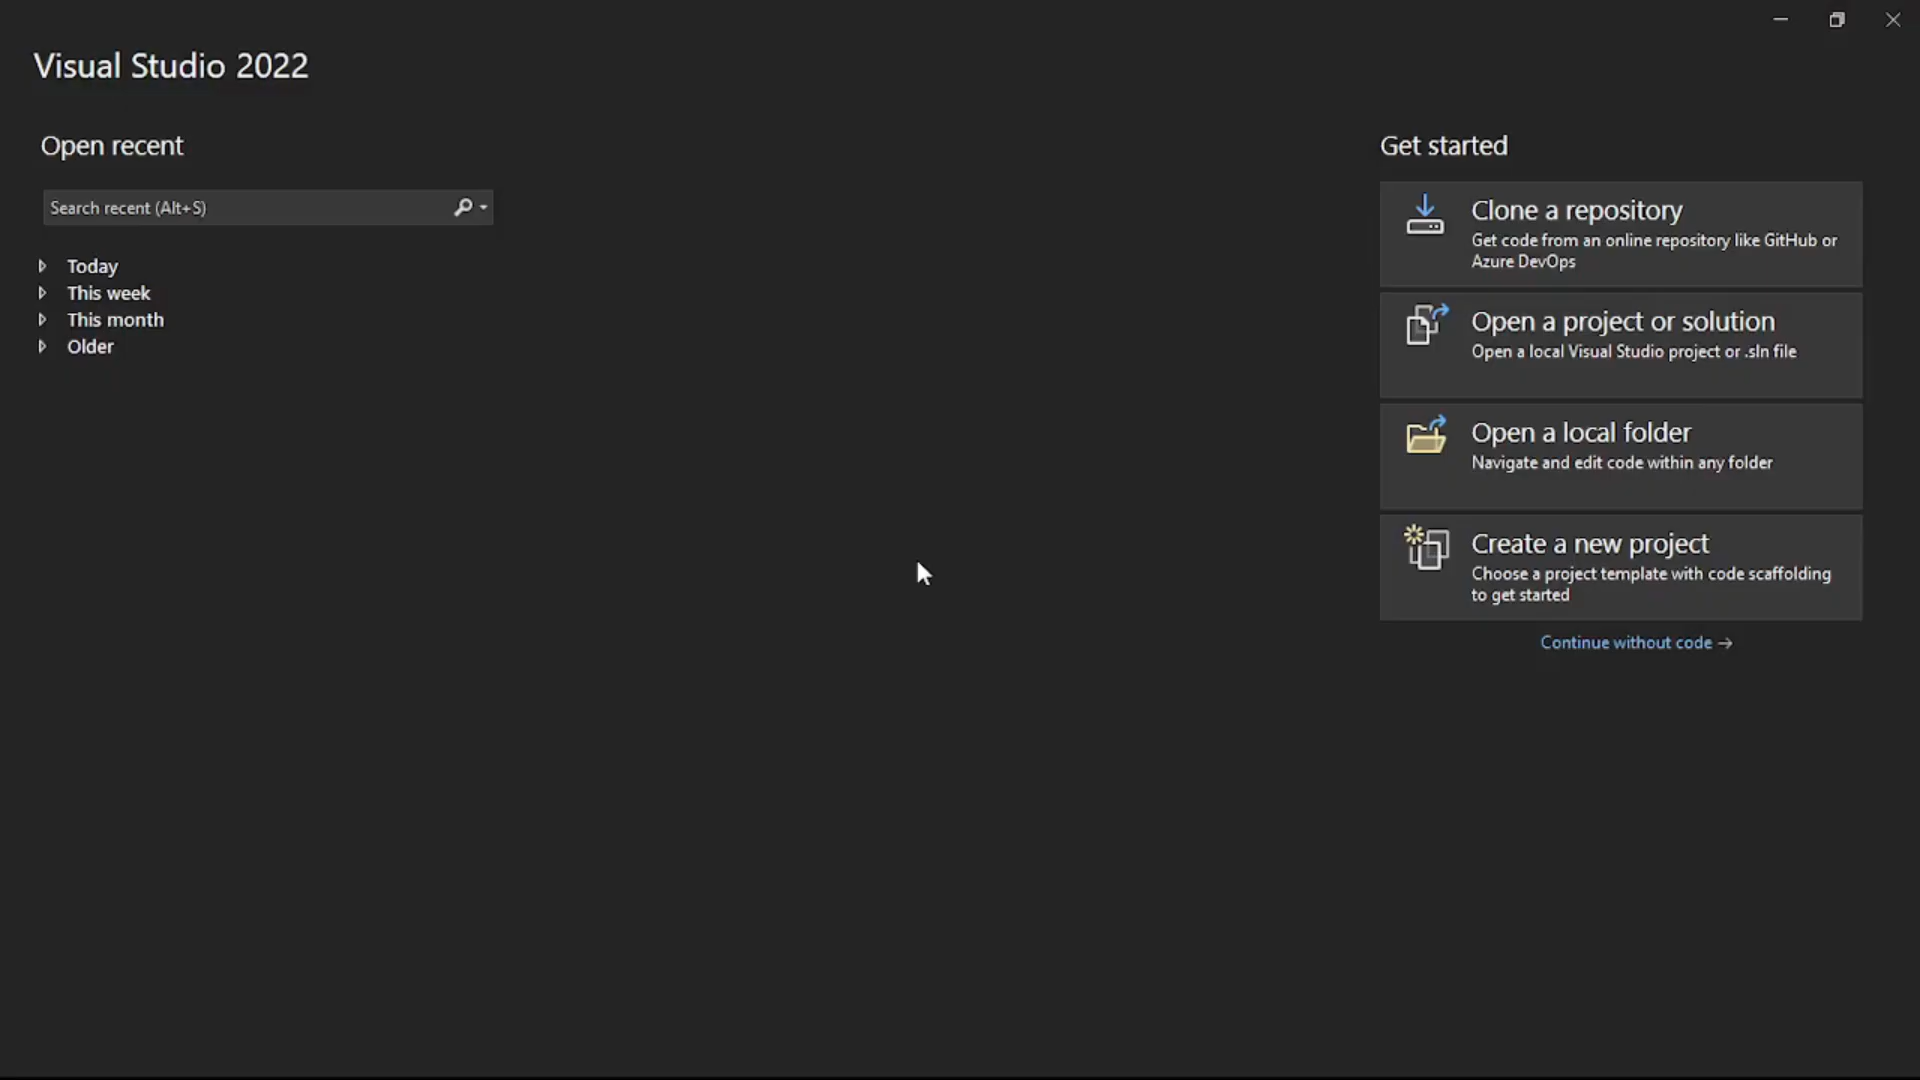 Visual Studio 2022
Open recent
Search recent (Alt+S)
Today
This week
This month
Older
Get started
Clone a repository
Get code from an online repository like GitHub or
Azure DevOps
Open a project or solution
Open a local Visual Studio project or .sln file
Open a local folder
Navigate and edit code within any folder
Create a new project
Choose a project template with code scaffolding
to get started
Continue without code →